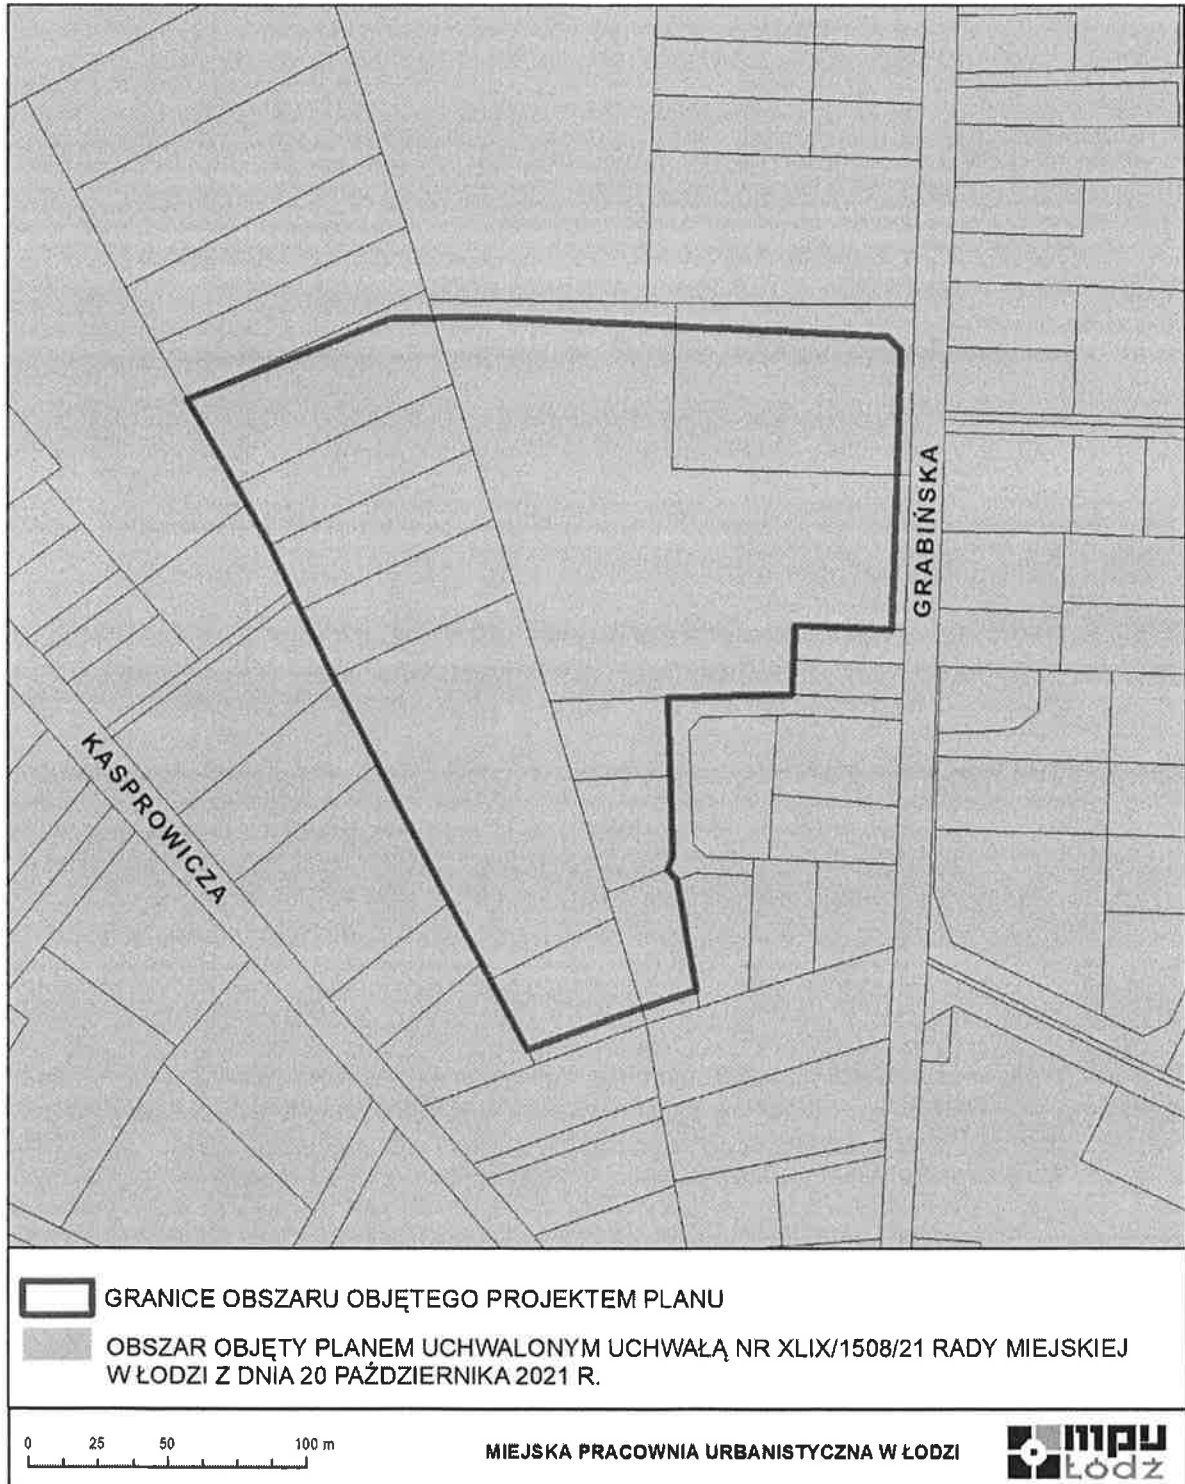 GRABIŃSKA
KASPROWICZA
GRANICE OBSZARU OBJĘTEGO PROJEKTEM PLANU
OBSZAR OBJĘTY PLANEM UCHWALONYM UCHWAŁĄ NR XLIX/1508/21 RADY MIEJSKIEJ
W ŁODZI Z DNIA 20 PAŹDZIERNIKA 2021 R.
0 25 50 100 m
MIEJSKA PRACOWNIA URBANISTYCZNA W ŁODZI
mpu
Łódź